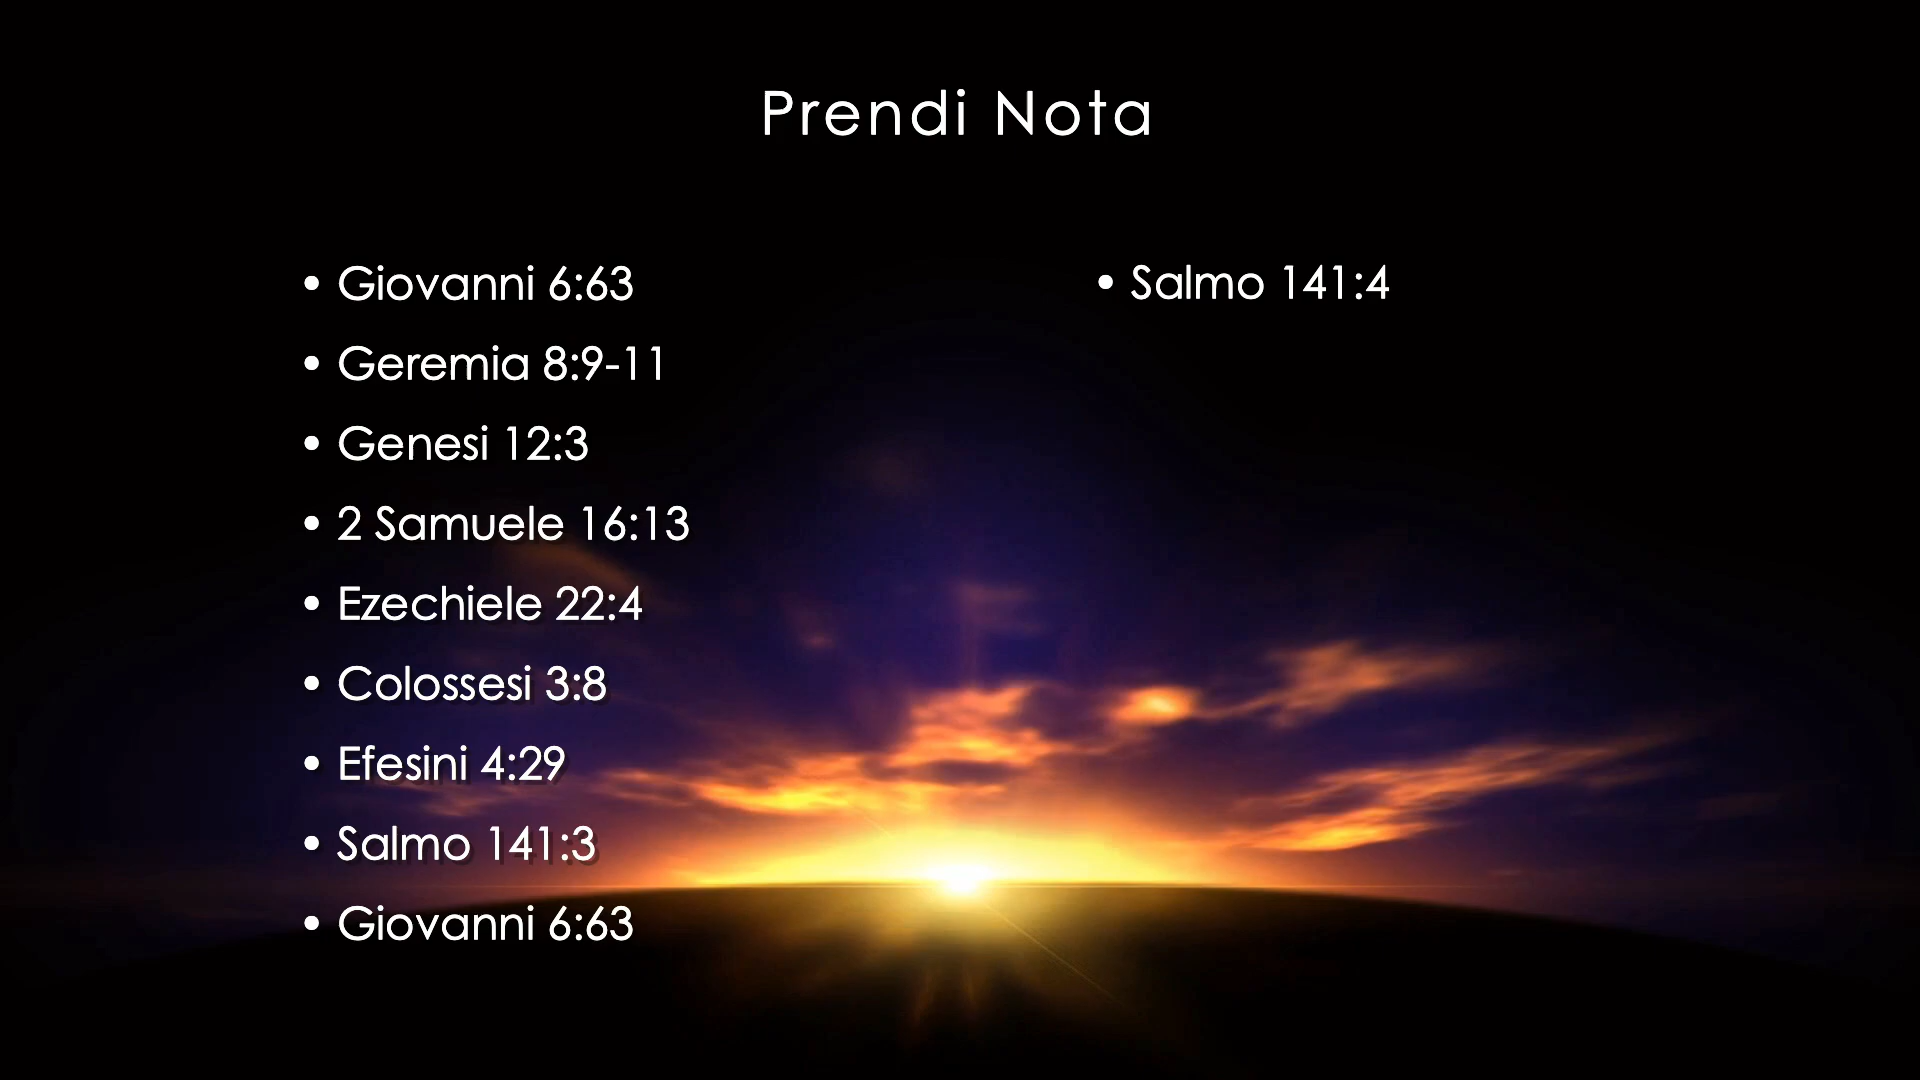 Prendi Nota
• Giovanni 6:63
• Geremia 8:9-11
• Genesi 12:3
• 2 Samuele 16:13
• Ezechiele 22:4
• Colossesi 3:8
• Efesini 4:29
• Salmo 141:3
• Giovanni 6:63
• Salmo 141:4